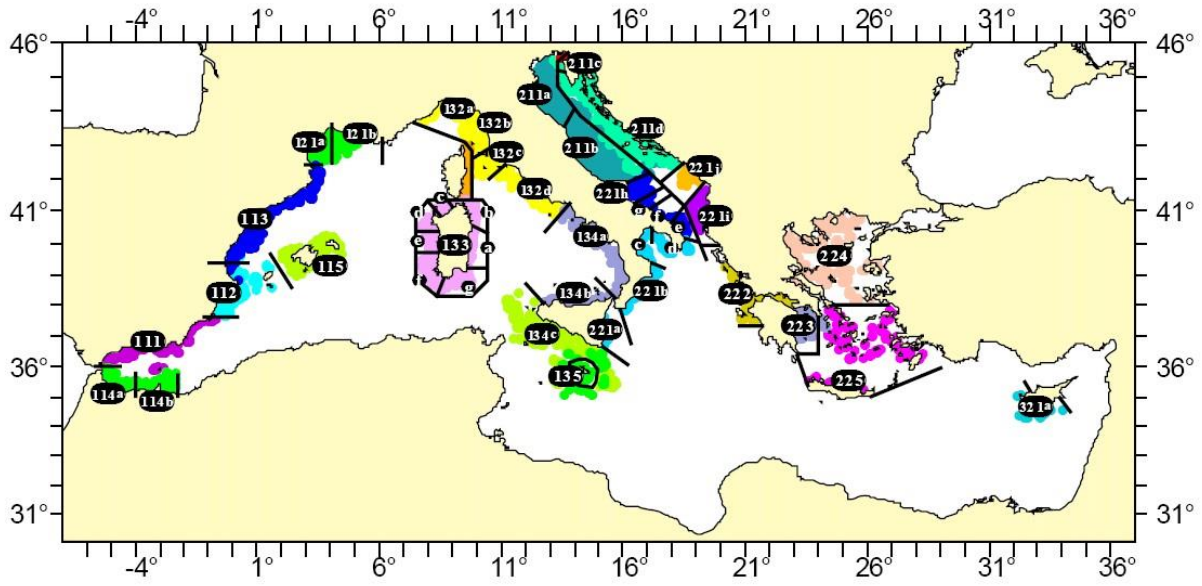 -4° 1° 6° 11° 16° 21° 26° 31° 36°
46° 46°
211c
211a
132a
132b
121a 121b
211d
211b
132c
221j
132d
221h
c
d b
g
f
221i
41° 41°
113
e
134a
c d
e 133 a
224
115
112
g
134b
221b
222
221a
223
134c
111
36° 36°
135
225
114a 114b
321a
31° 31°
-4° 1° 6° 11° 16° 21° 26° 31° 36°